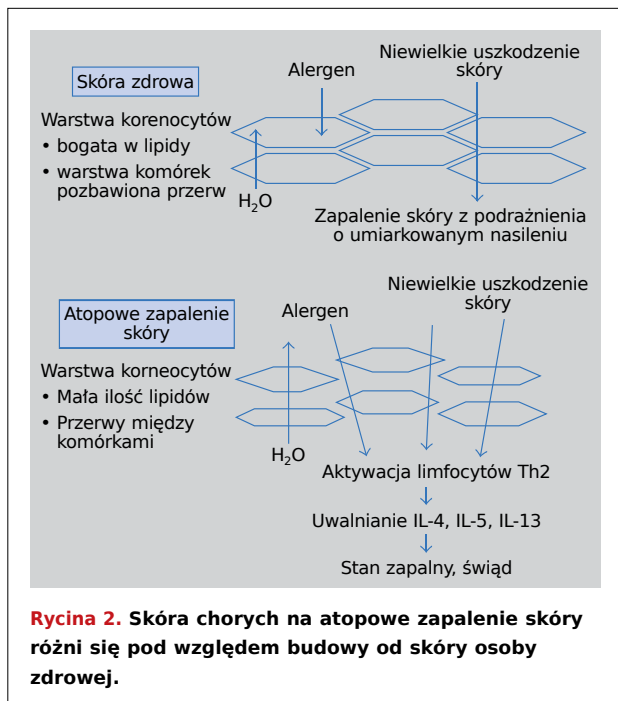 Skóra zdrowa
Alergen
Niewielkie uszkodzenie
skóry
Warstwa korenocytów
• bogata w lipidy
• warstwa komórek
pozbawiona przerw
H₂O
Zapalenie skóry z podrażnienia
o umiarkowanym nasileniu
Atopowe zapalenie
skóry
Alergen
Niewielkie uszkodzenie
skóry
Warstwa korneocytów
• Mała ilość lipidów
• Przerwy między
komórkami
H₂O
Aktywacja limfocytów Th2
Uwalnianie IL-4, IL-5, IL-13
Stan zapalny, świąd
Rycina 2. Skóra chorych na atopowe zapalenie skóry
różni się pod względem budowy od skóry osoby
zdrowej.